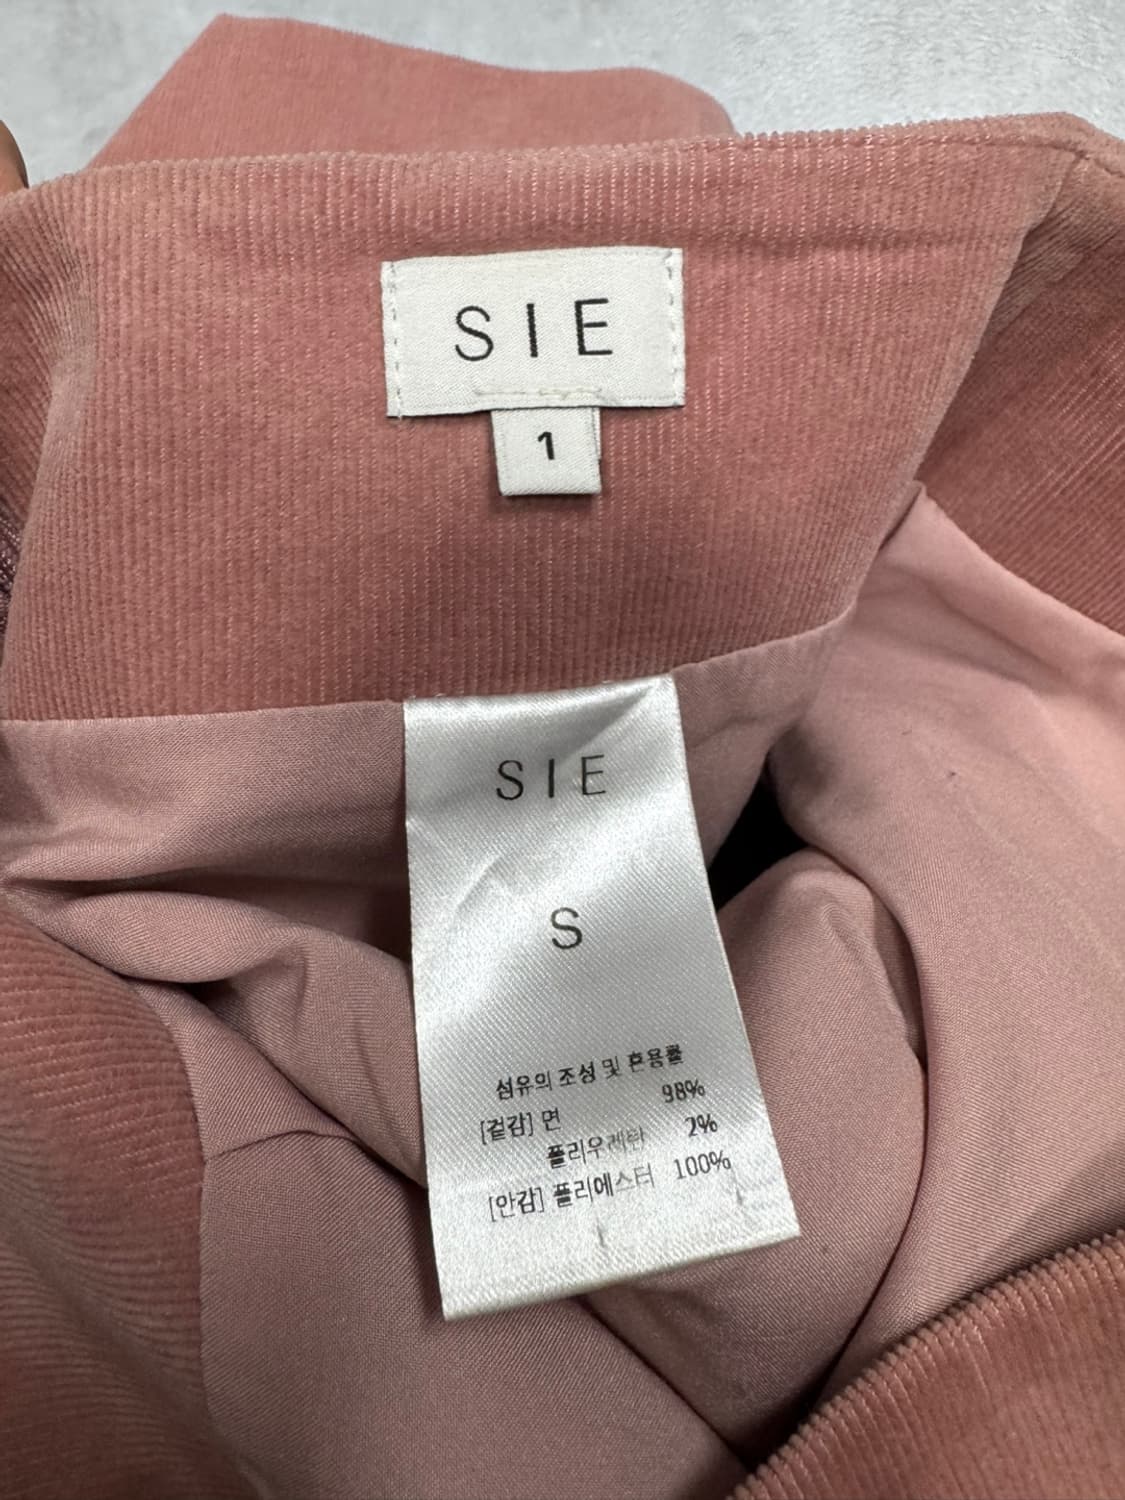 SIE
1
SIE
S
섬유의 조성 및 혼용률
[겉감] 면 98%
폴리우레탄 2%
[안감] 폴리에스터 100%